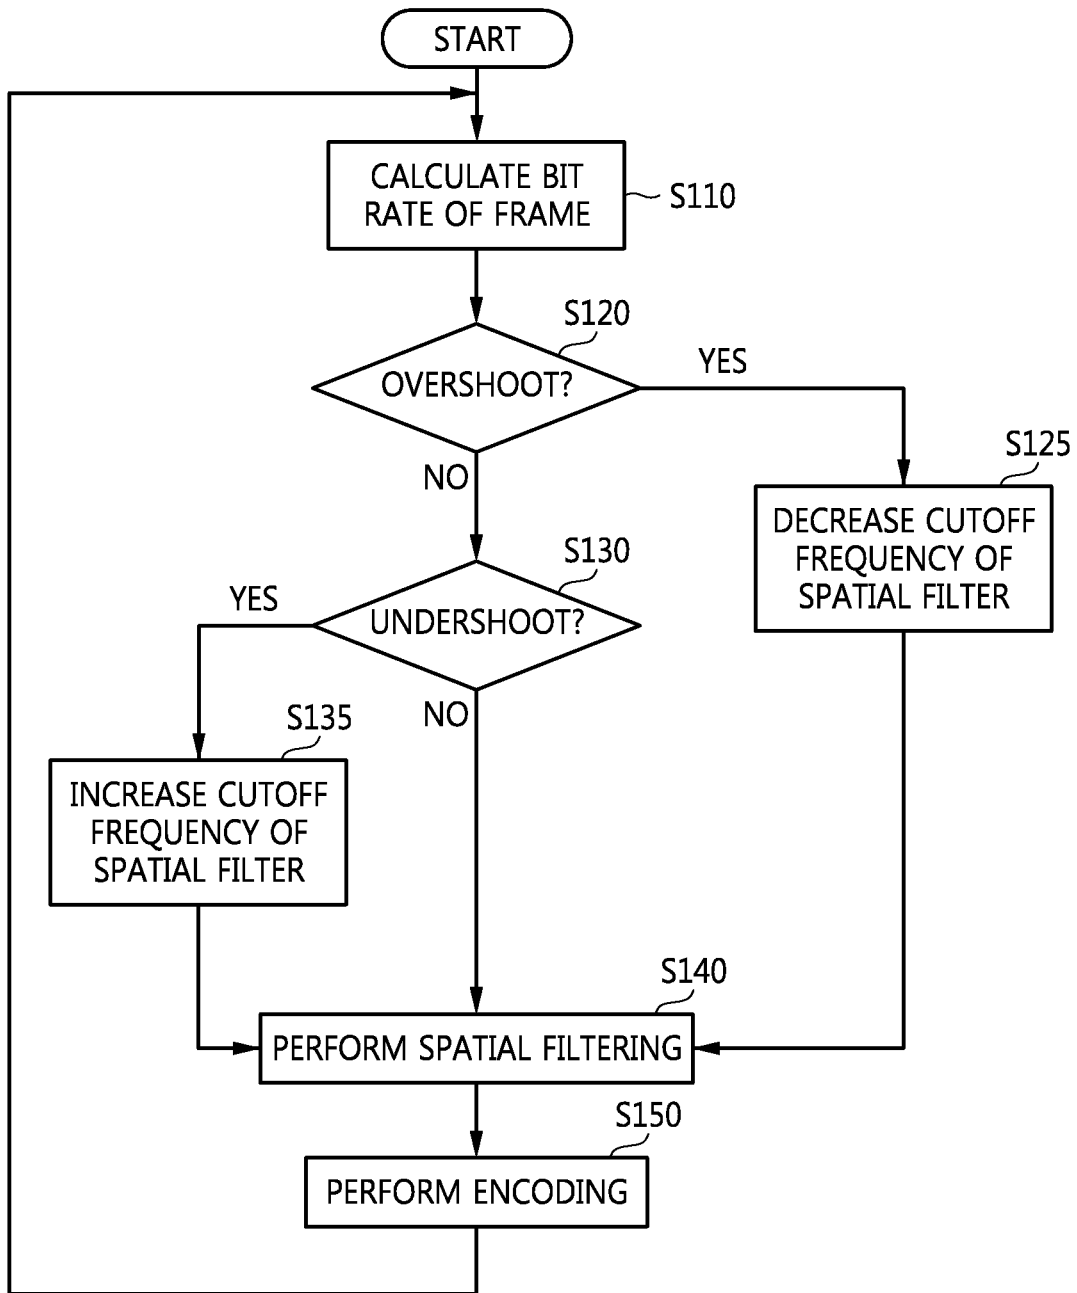 START
CALCULATE BIT
RATE OF FRAME
S110
S120
OVERSHOOT?
YES
NO
S125
DECREASE CUTOFF
FREQUENCY OF
SPATIAL FILTER
S130
UNDERSHOOT?
YES
NO
S135
INCREASE CUTOFF
FREQUENCY OF
SPATIAL FILTER
S140
PERFORM SPATIAL FILTERING
S150
PERFORM ENCODING